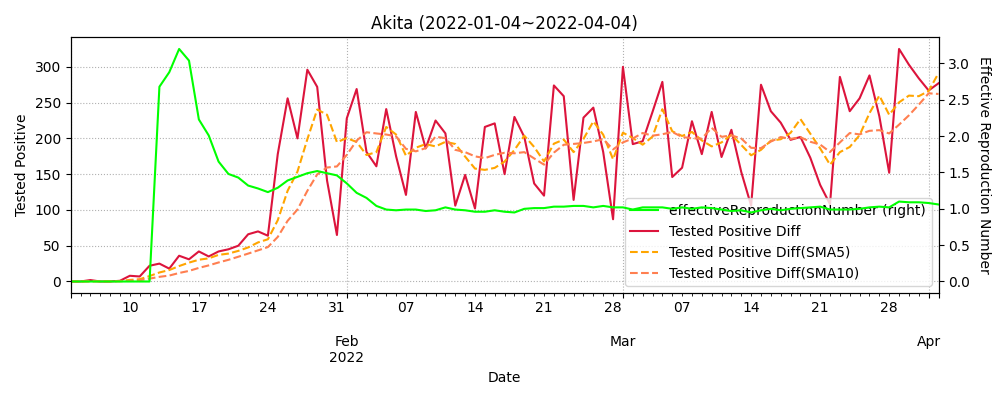 Akita (2022-01-04~2022-04-04)
Tested Positive
300
250
200
150
100
50
0
3.0
2.5
2.0
1.5
1.0
0.5
0.0
Effective Reproduction Number
effectiveReproductionNumber (right)
Tested Positive Diff
Tested Positive Diff(SMA5)
Tested Positive Diff(SMA10)
10 17 24 31 07 14 21 28 07 14 21 28
Feb Mar Apr
2022
Date